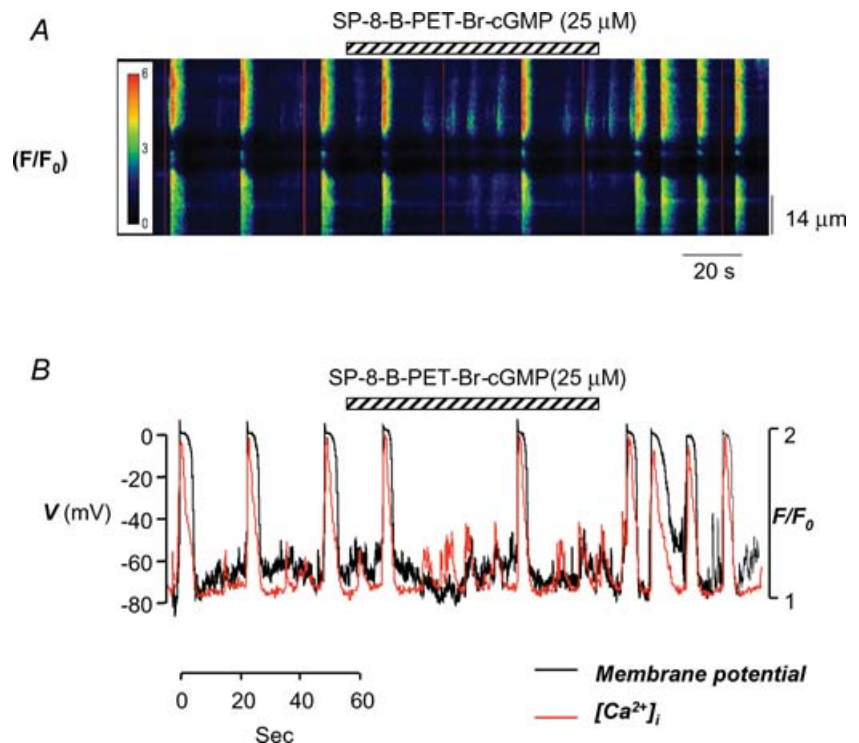 A
SP-8-B-PET-Br-cGMP (25 μM)
6
3
0
(F/F0)
14 μm
20 s
B
SP-8-B-PET-Br-cGMP(25 μM)
0
-20
-40
-60
-80
V (mV)
2
F/F0
1
0 20 40 60
Sec
Membrane potential
[Ca2+]i